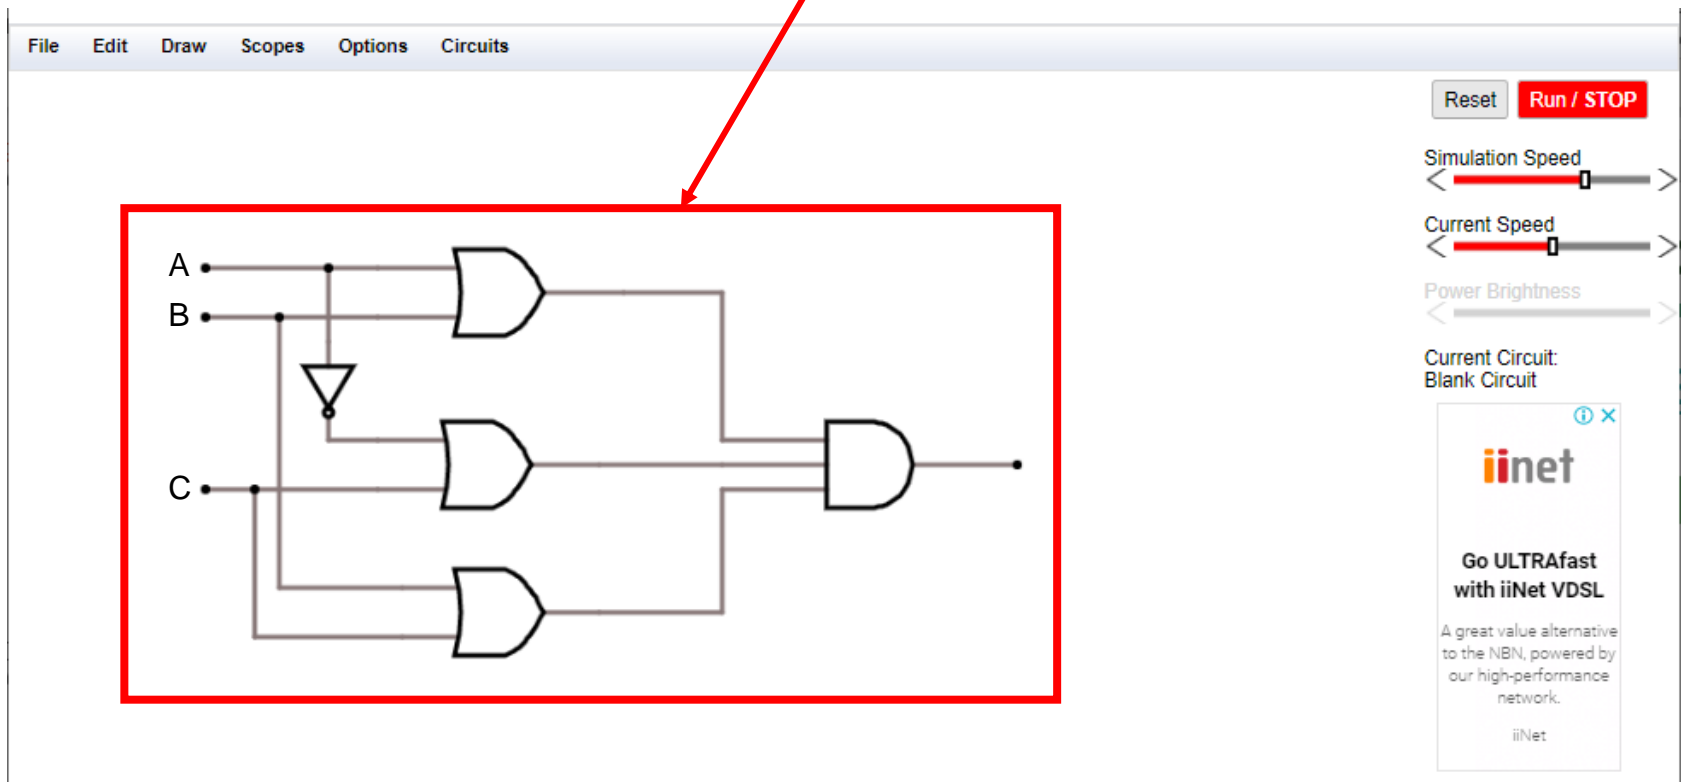 File Edit Draw Scopes Options Circuits
Reset Run / STOP
Simulation Speed
Current Speed
Power Brightness
Current Circuit:
Blank Circuit
A
B
C
iinet
Go ULTRAfast
with iiNet VDSL
A great value alternative
to the NBN, powered by
our high-performance
network.
iiNet